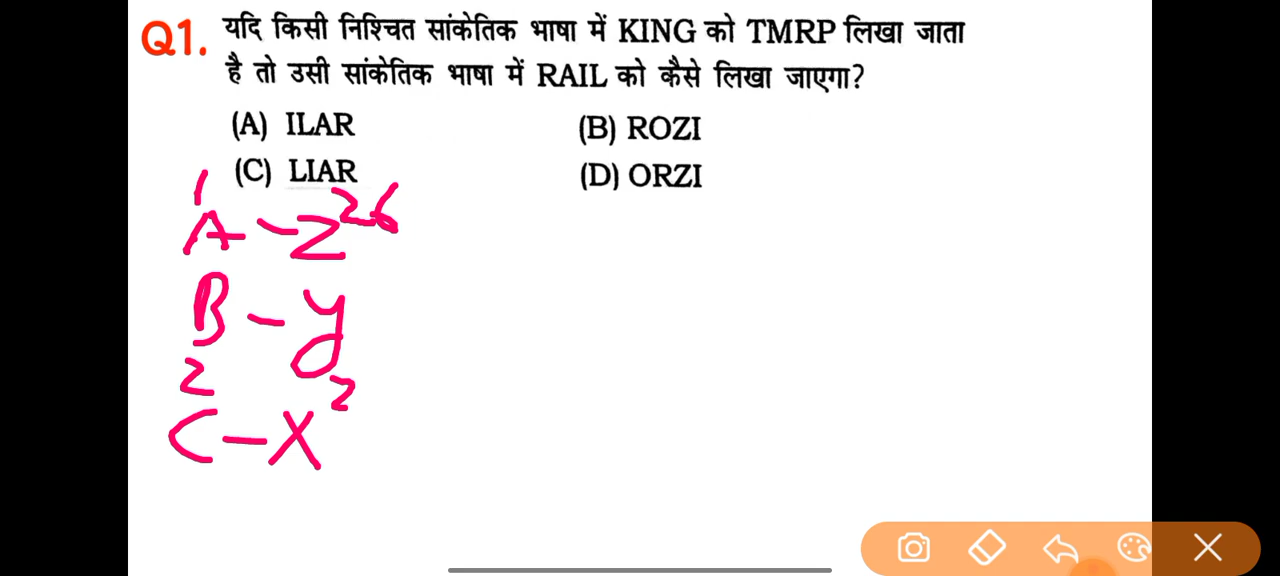 Q1. यदि किसी निश्चित सांकेतिक भाषा में KING को TMRP लिखा जाता
है तो उसी सांकेतिक भाषा में RAIL को कैसे लिखा जाएगा?
(A) ILAR (B) ROZI
(C) LIAR (D) ORZI
1 26
A – Z
B – y
2 2
C – X